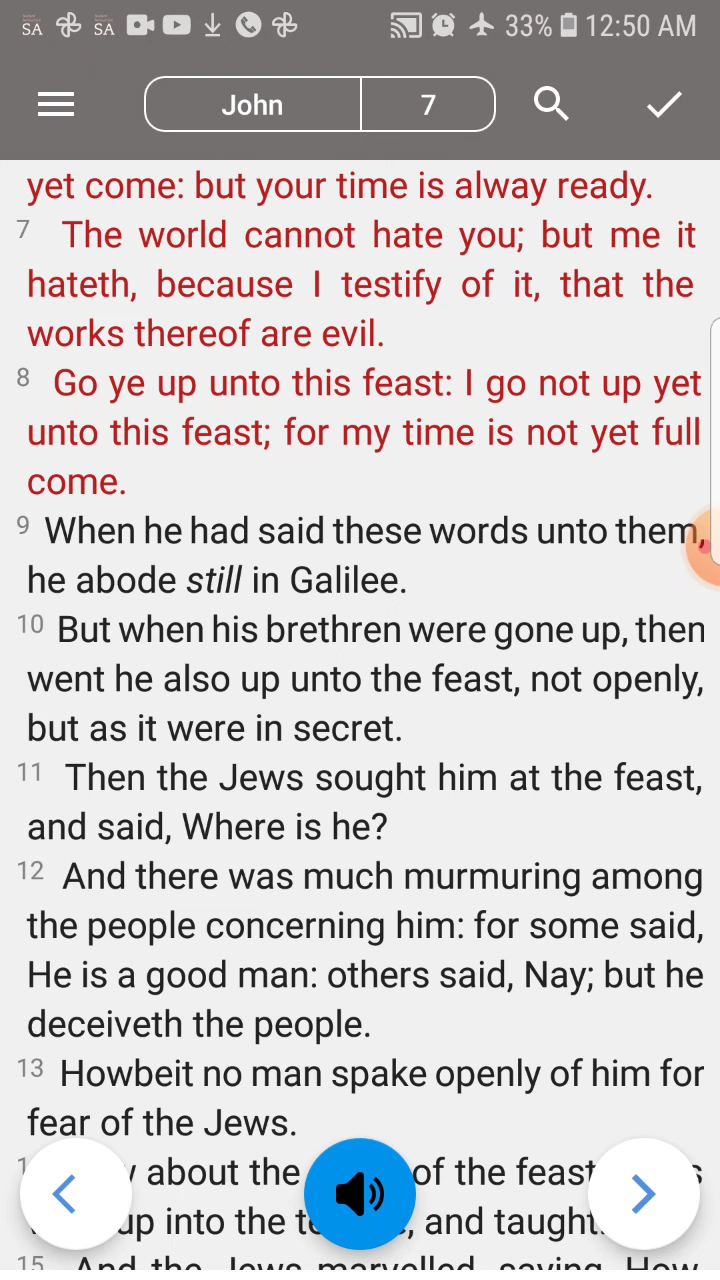 SA SA 33% 12:50 AM
John 7
yet come: but your time is alway ready.
7 The world cannot hate you; but me it
hateth, because I testify of it, that the
works thereof are evil.
8 Go ye up unto this feast: I go not up yet
unto this feast; for my time is not yet full
come.
9 When he had said these words unto them,
he abode still in Galilee.
10 But when his brethren were gone up, then
went he also up unto the feast, not openly,
but as it were in secret.
11 Then the Jews sought him at the feast,
and said, Where is he?
12 And there was much murmuring among
the people concerning him: for some said,
He is a good man: others said, Nay; but he
deceiveth the people.
13 Howbeit no man spake openly of him for
fear of the Jews.
about the of the feast
up into the and taught.
15 And the Jews marvelled, saying, How